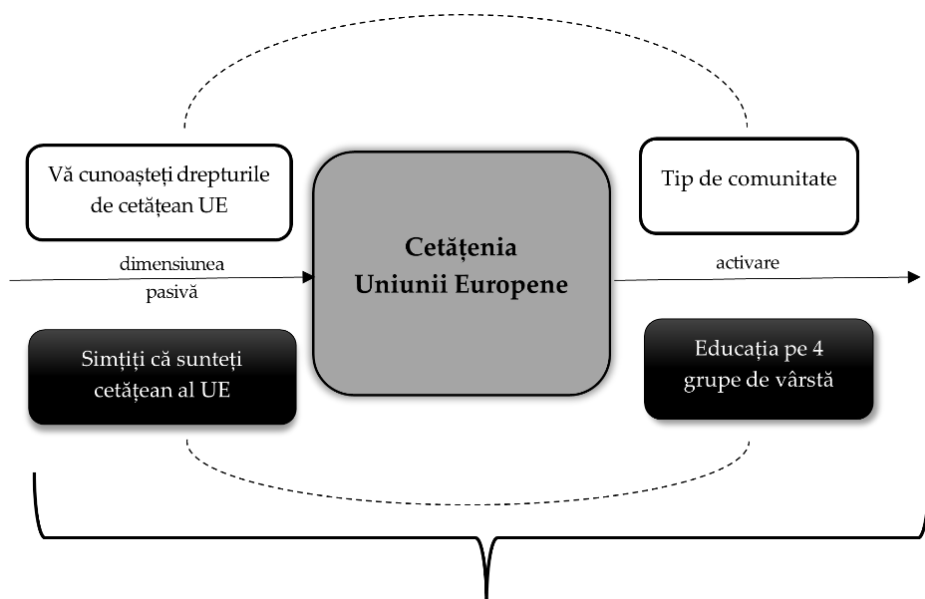 Vă cunoașteți drepturile
de cetățean UE
Tip de comunitate
Cetățenia
Uniunii Europene
dimensiunea
pasivă
activare
Simțiți că sunteți
cetățean al UE
Educația pe 4
grupe de vârstă